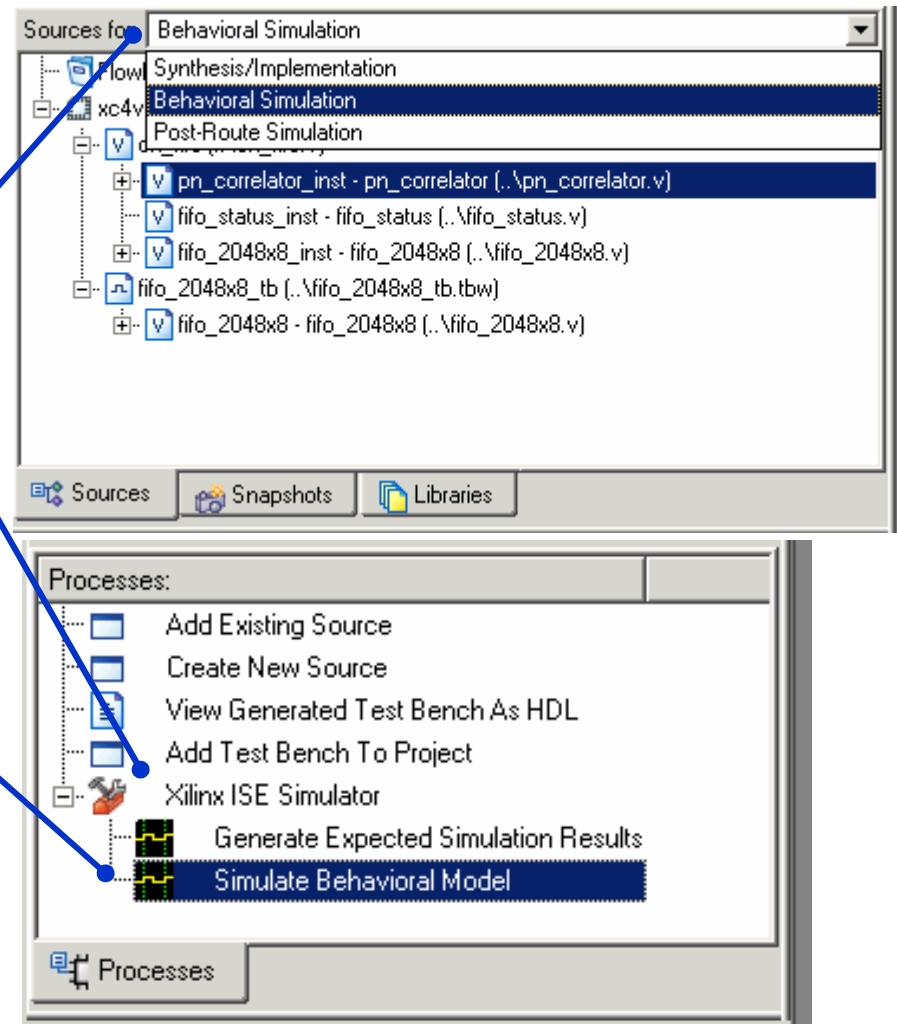 Sources for: Behavioral Simulation
Synthesis/Implementation
Behavioral Simulation
Post-Route Simulation
xc4v
pn_correlator_inst - pn_correlator (..\pn_correlator.v)
fifo_status_inst - fifo_status (..\fifo_status.v)
fifo_2048x8_inst - fifo_2048x8 (..\fifo_2048x8.v)
fifo_2048x8_tb (..\fifo_2048x8_tb.tbw)
fifo_2048x8 - fifo_2048x8 (..\fifo_2048x8.v)
Sources Snapshots Libraries
Processes:
Add Existing Source
Create New Source
View Generated Test Bench As HDL
Add Test Bench To Project
Xilinx ISE Simulator
Generate Expected Simulation Results
Simulate Behavioral Model
Processes